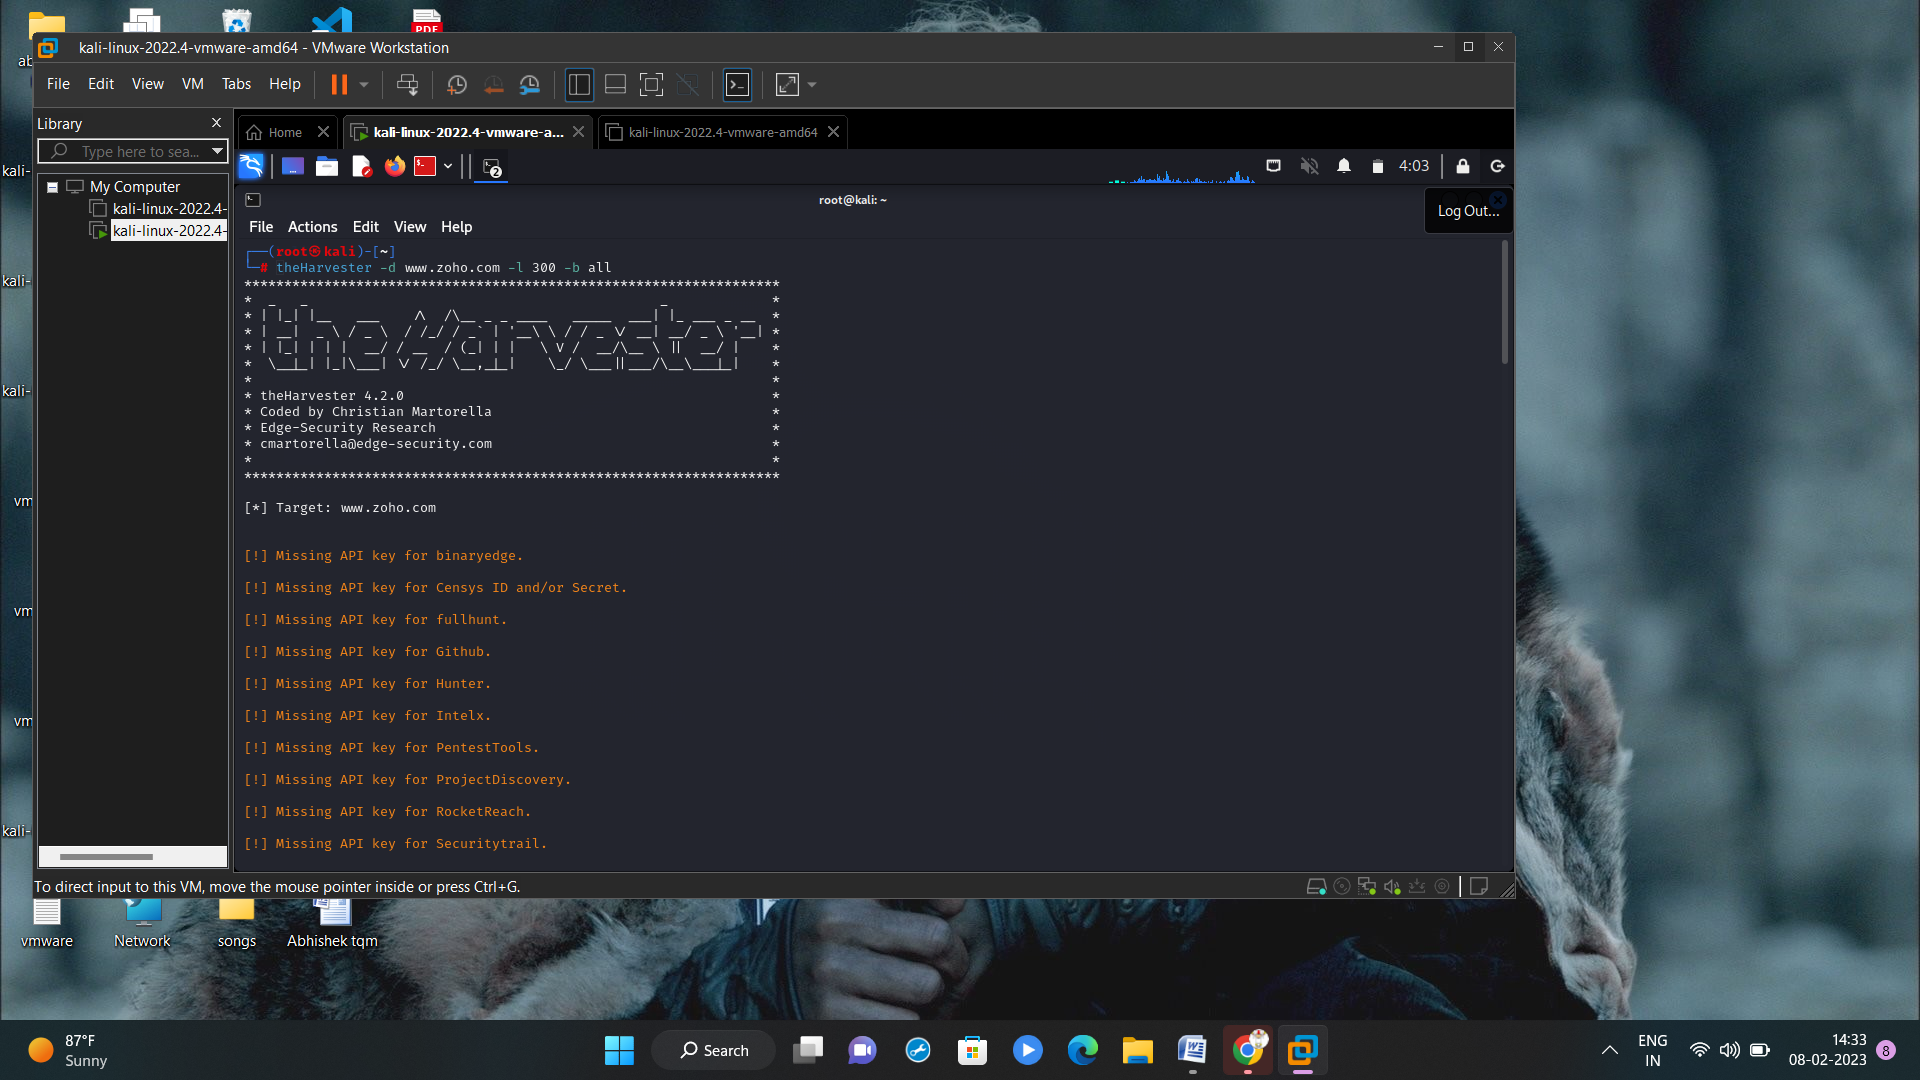 ab
PDF
kali-linux-2022.4-vmware-amd64 - VMware Workstation
File Edit View VM Tabs Help
Library
Type here to sea...
My Computer
kali-linux-2022.4-
kali-linux-2022.4-
Home
kali-linux-2022.4-vmware-a...
kali-linux-2022.4-vmware-amd64
2
4:03
root@kali: ~
Log Out...
File Actions Edit View Help
(root㉿kali)-[~]
# theHarvester -d www.zoho.com -l 300 -b all
*******************************************************************
theHarvester
* theHarvester 4.2.0 *
* Coded by Christian Martorella *
* Edge-Security Research *
* cmartorella@edge-security.com *
* *
*******************************************************************
[*] Target: www.zoho.com
[!] Missing API key for binaryedge.
[!] Missing API key for Censys ID and/or Secret.
[!] Missing API key for fullhunt.
[!] Missing API key for Github.
[!] Missing API key for Hunter.
[!] Missing API key for Intelx.
[!] Missing API key for PentestTools.
[!] Missing API key for ProjectDiscovery.
[!] Missing API key for RocketReach.
[!] Missing API key for Securitytrail.
To direct input to this VM, move the mouse pointer inside or press Ctrl+G.
kali-
kali-
kali-
vm
vm
vm
kali-
vmware
Network
songs
Abhishek tqm
87°F
Sunny
Search
ENG
IN
14:33
08-02-2023
8